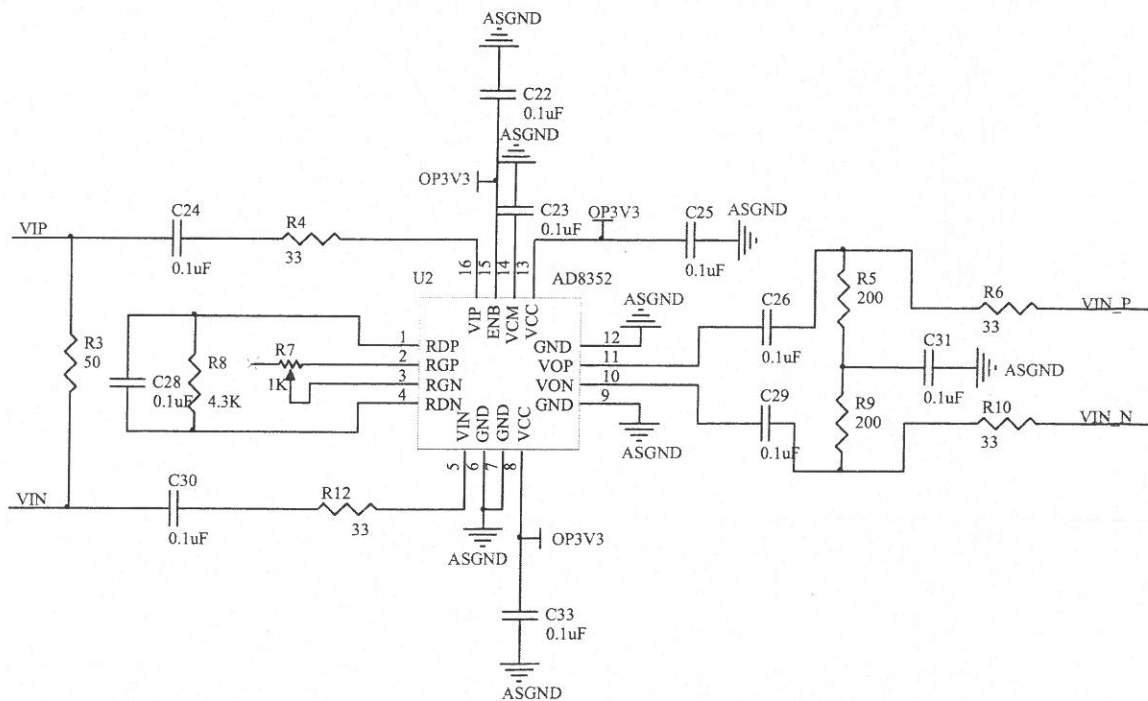 ASGND
C22
0.1uF
ASGND
OP3V3
C23
0.1uF
OP3V3
C25
0.1uF
ASGND
VIP
C24
0.1uF
R4
33
U2
AD8352
16
15
14
13
VIP
ENB
VCM
VCC
R3
50
C28
0.1uF
R8
4.3K
R7
1K
1
2
3
4
RDP
RGP
RGN
RDN
GND
VOP
VON
GND
12
11
10
9
ASGND
ASGND
C26
0.1uF
C29
0.1uF
R5
200
R9
200
R6
33
VIN_P
C31
0.1uF
ASGND
R10
33
VIN_N
VIN
GND
GND
VCC
5
6
7
8
VIN
C30
0.1uF
R12
33
ASGND
OP3V3
C33
0.1uF
ASGND